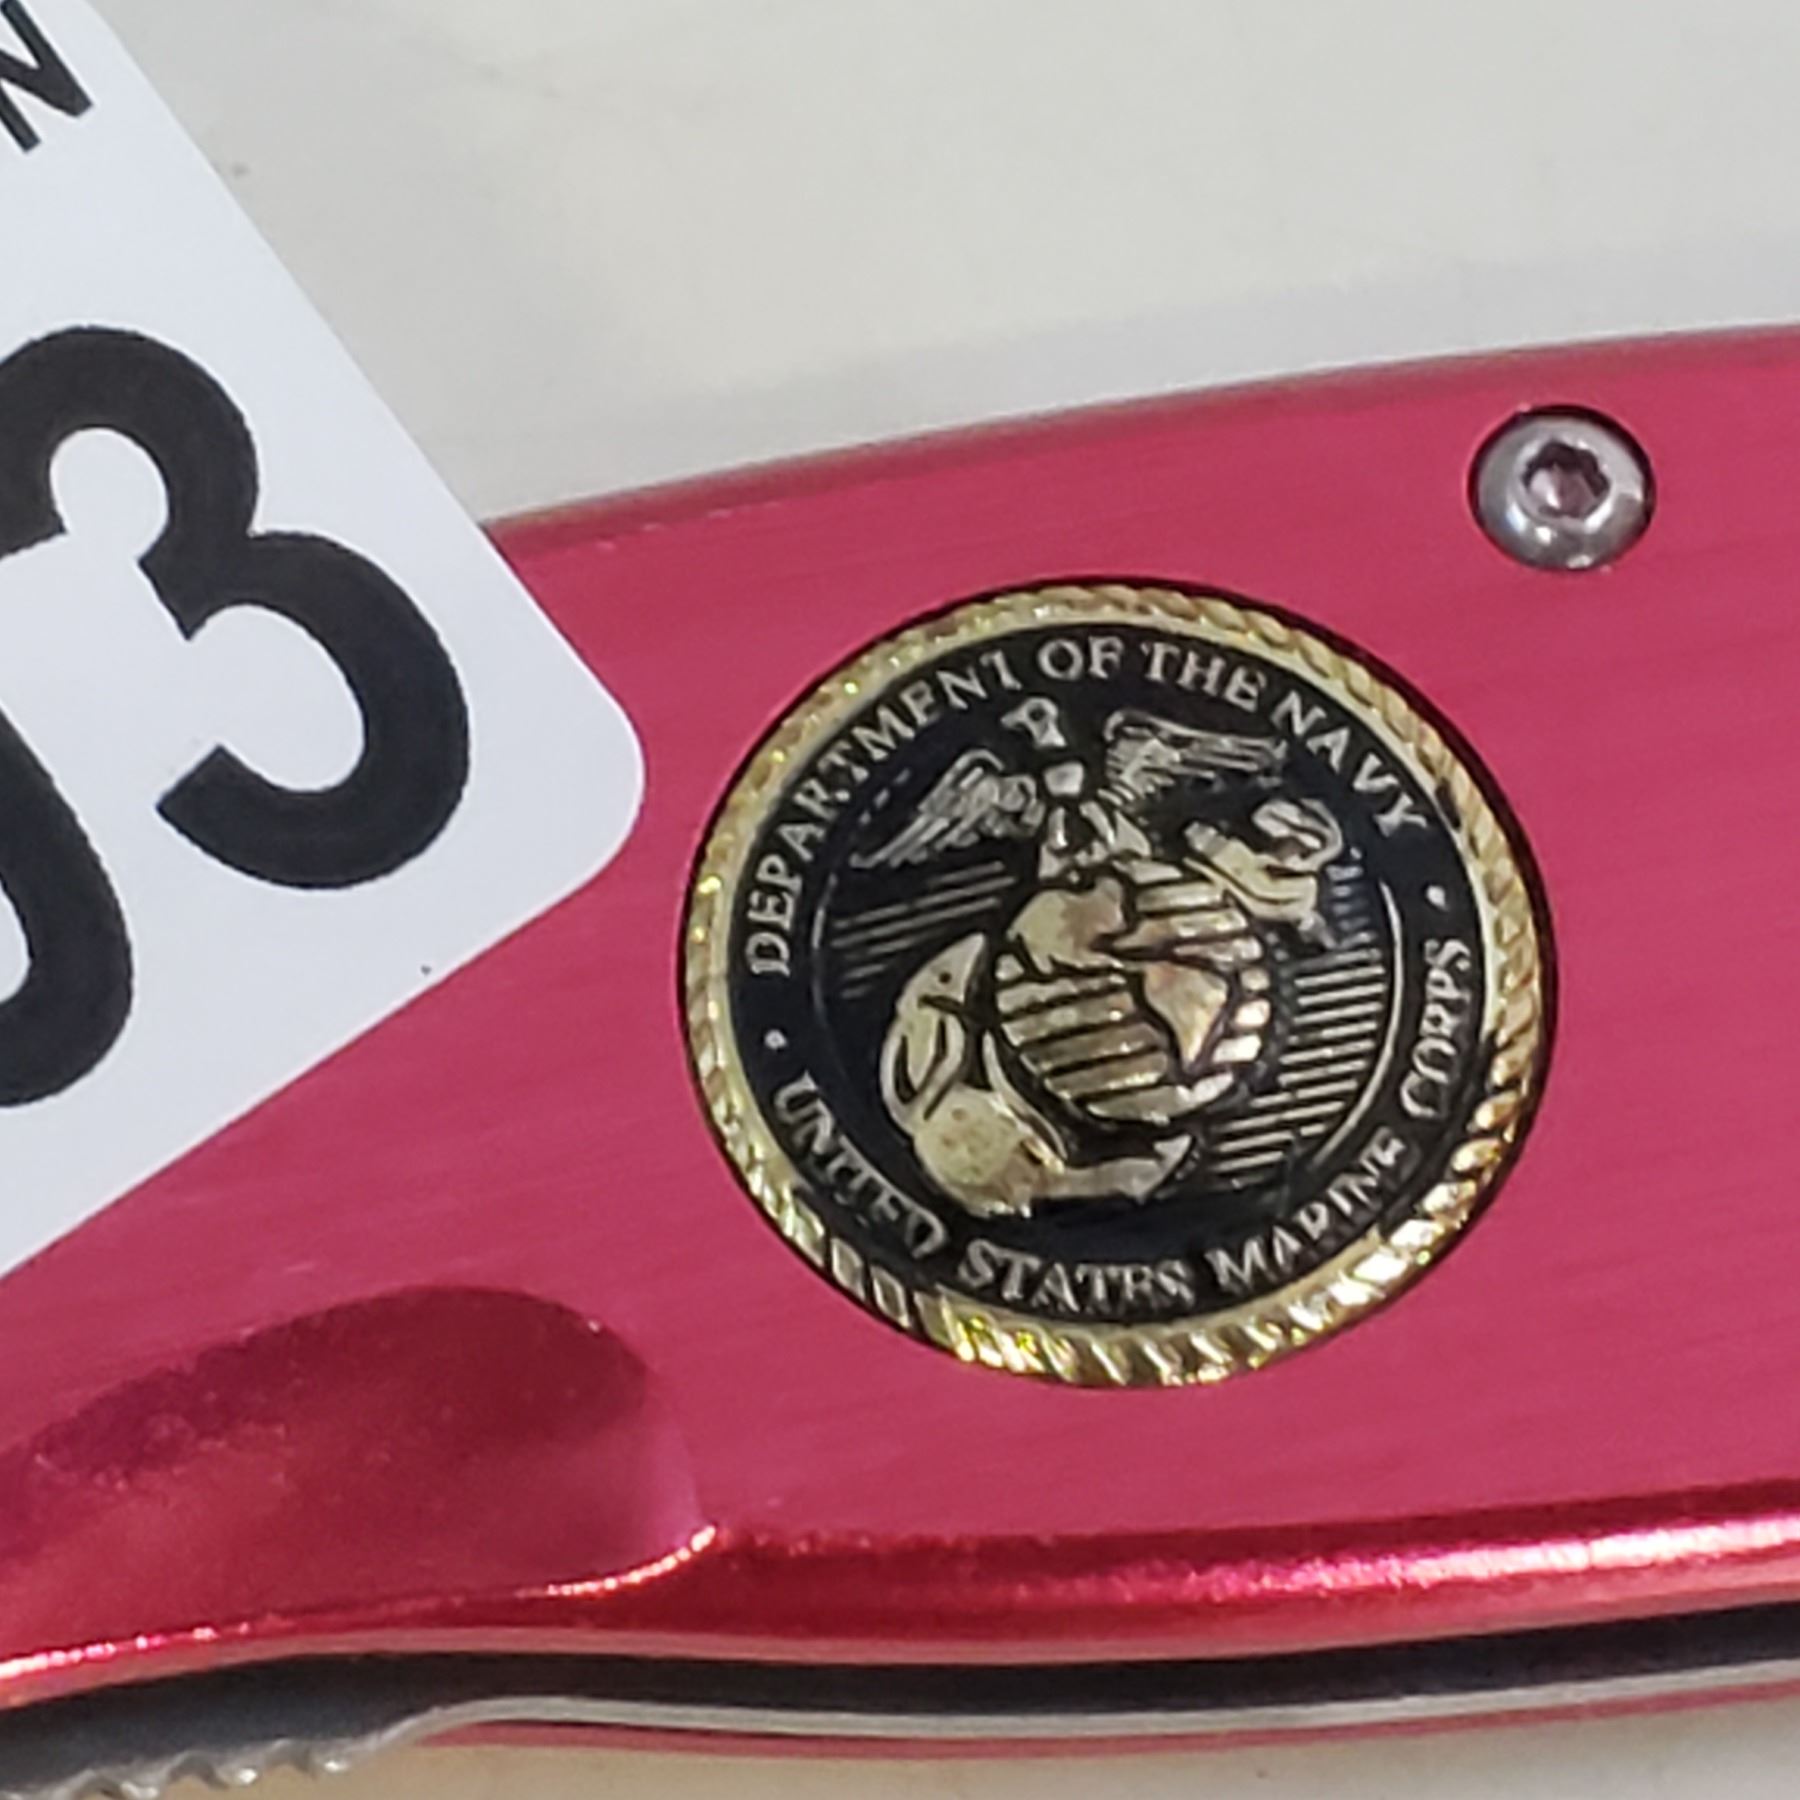 N
03
DEPARTMENT OF THE NAVY
UNITED STATES MARINE CORPS